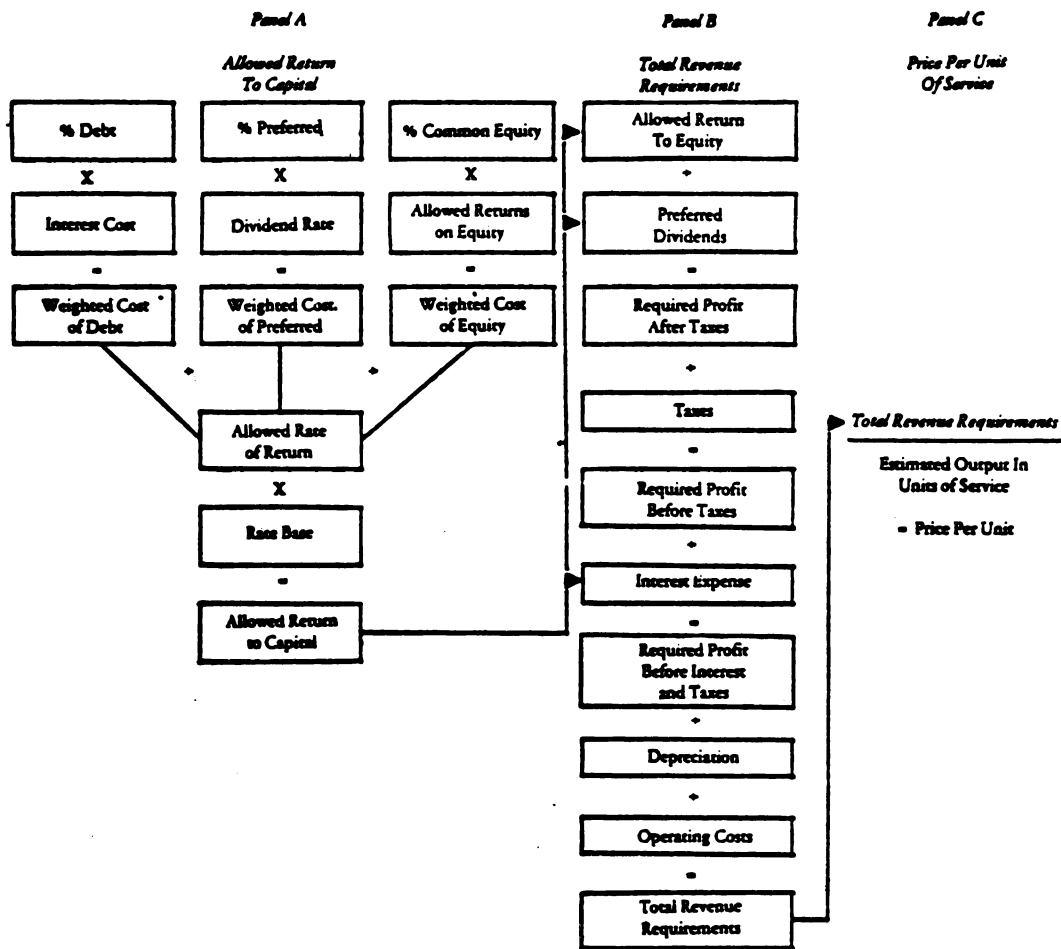 Panel A
Allowed Return
To Capital
% Debt
% Preferred
% Common Equity
X
X
X
Interest Cost
Dividend Rate
Allowed Returns
on Equity
=
=
=
Weighted Cost
of Debt
Weighted Cost.
of Preferred
Weighted Cost
of Equity
+
+
Allowed Rate
of Return
X
Rate Base
=
Allowed Return
to Capital
Panel B
Total Revenue
Requirements
Allowed Return
To Equity
+
Preferred
Dividends
=
Required Profit
After Taxes
+
Taxes
=
Required Profit
Before Taxes
+
Interest Expense
=
Required Profit
Before Interest
and Taxes
+
Depreciation
+
Operating Costs
=
Total Revenue
Requirements
Panel C
Price Per Unit
Of Service
Total Revenue Requirements
Estimated Output In
Units of Service
= Price Per Unit